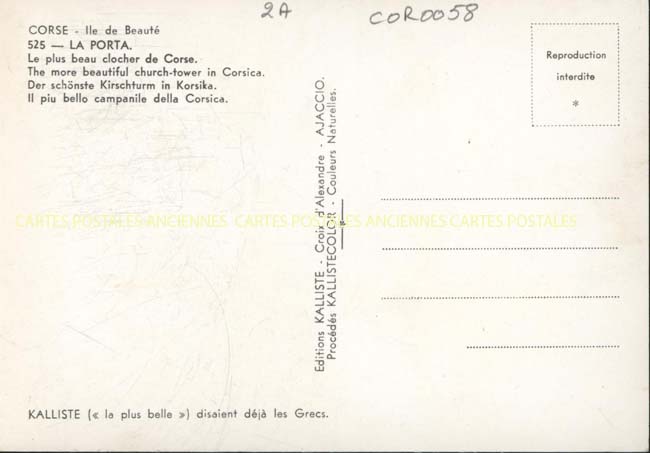 2A
COR0058
CORSE - Ile de Beauté
525 — LA PORTA.
Le plus beau clocher de Corse.
The more beautiful church-tower in Corsica.
Der schönste Kirschturm in Korsika.
Il piu bello campanile della Corsica.
Reproduction
interdite
*
Editions KALLISTE - Croix d'Alexandre - AJACCIO.
Procédés KALLISTECOLOR - Couleurs Naturelles.
CARTES POSTALES ANCIENNES CARTES POSTALES ANCIENNES CARTES POSTALES
KALLISTE (« la plus belle ») disaient déjà les Grecs.